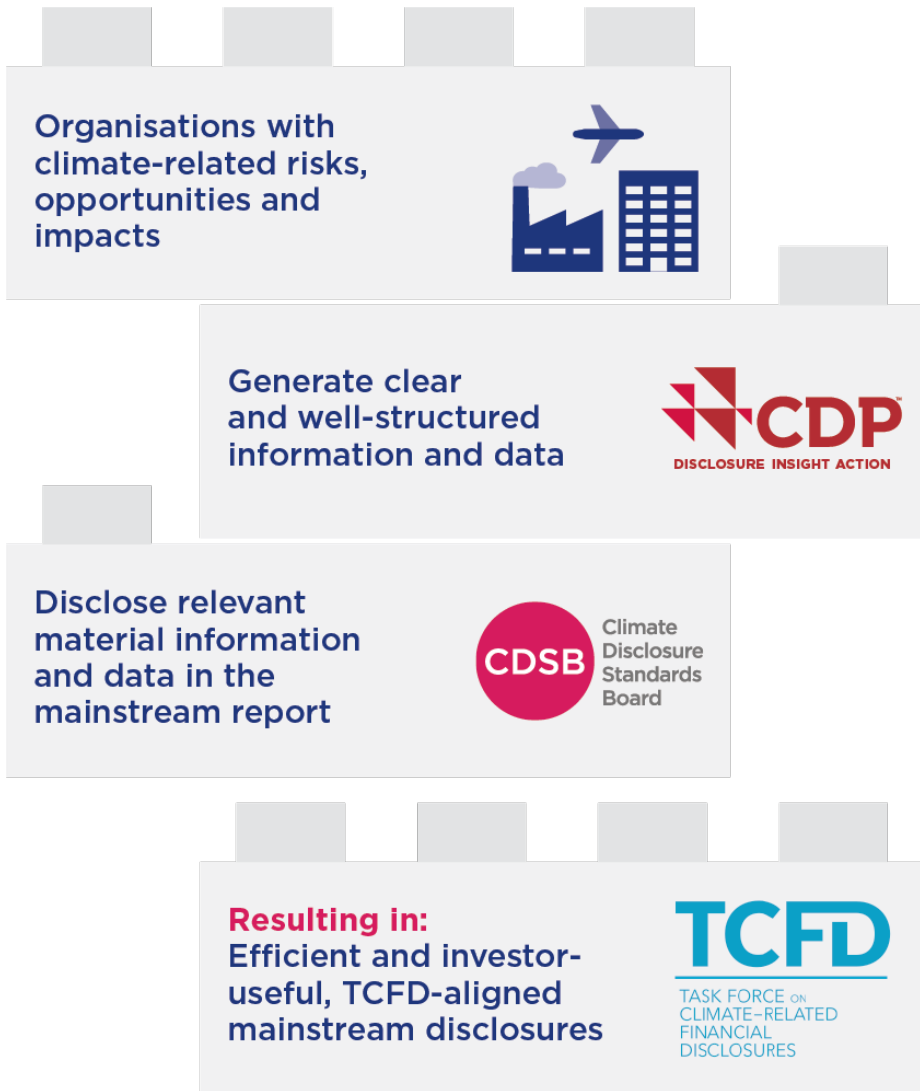 Organisations with
climate-related risks,
opportunities and
impacts
Generate clear
and well-structured
information and data
CDP™
DISCLOSURE INSIGHT ACTION
Disclose relevant
material information
and data in the
mainstream report
CDSB
Climate
Disclosure
Standards
Board
Resulting in:
Efficient and investor-
useful, TCFD-aligned
mainstream disclosures
TCFD
TASK FORCE ON
CLIMATE–RELATED
FINANCIAL
DISCLOSURES